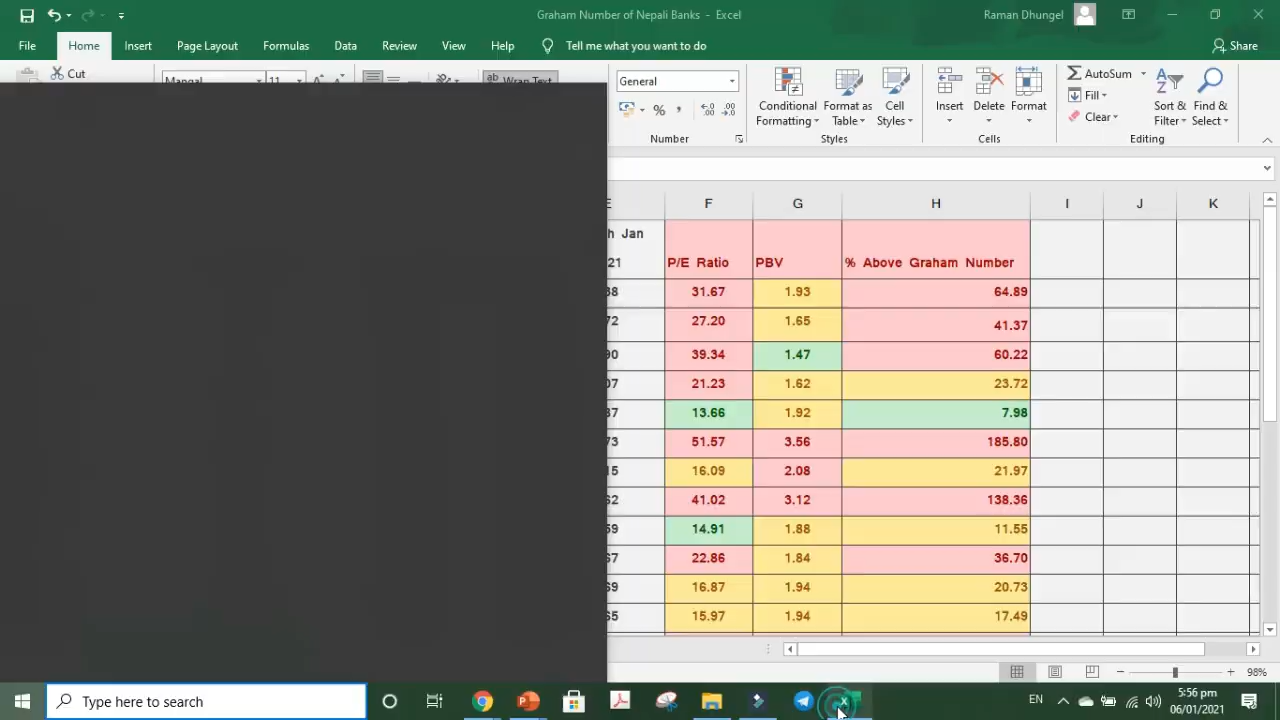 Graham Number of Nepali Banks - Excel
Raman Dhungel
File Home Insert Page Layout Formulas Data Review View Help Tell me what you want to do Share
Cut
Mangal 11
Wrap Text
General
Number
Conditional Formatting
Format as Table
Cell Styles
Styles
Insert
Delete
Format
Cells
AutoSum
Fill
Clear
Sort & Filter
Find & Select
Editing
E F G H I J K
h Jan
21 P/E Ratio PBV % Above Graham Number
38 31.67 1.93 64.89
72 27.20 1.65 41.37
90 39.34 1.47 60.22
07 21.23 1.62 23.72
37 13.66 1.92 7.98
73 51.57 3.56 185.80
15 16.09 2.08 21.97
62 41.02 3.12 138.36
59 14.91 1.88 11.55
67 22.86 1.84 36.70
69 16.87 1.94 20.73
65 15.97 1.94 17.49
98%
Type here to search
EN
5:56 pm
06/01/2021